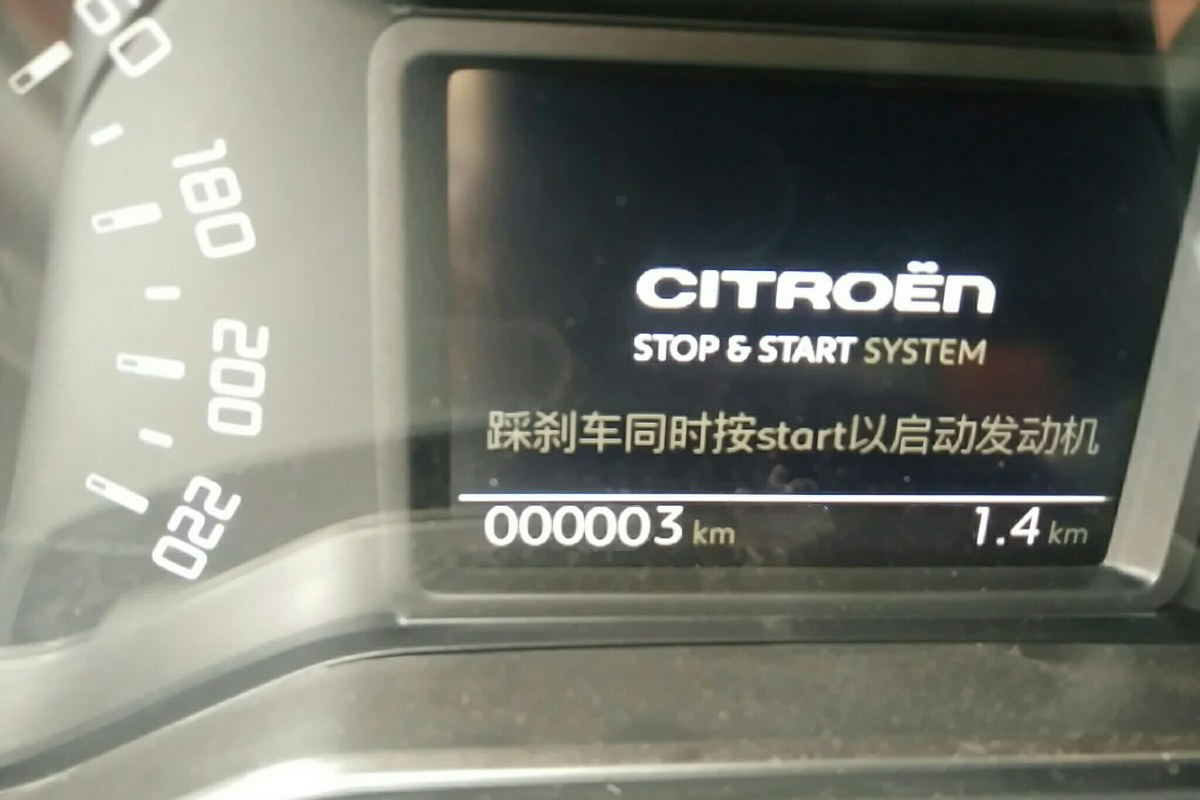 180
200
220
CITROËN
STOP & START SYSTEM
踩刹车同时按start以启动发动机
000003 km 1.4 km